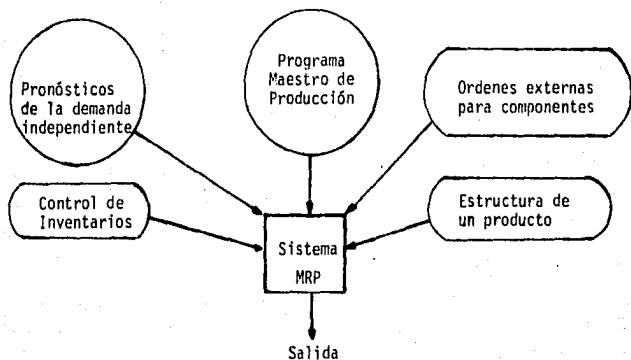 Pronósticos
de la demanda
independiente
Programa
Maestro de
Producción
Ordenes externas
para componentes
Control de
Inventarios
Estructura de
un producto
Sistema
MRP
Salida